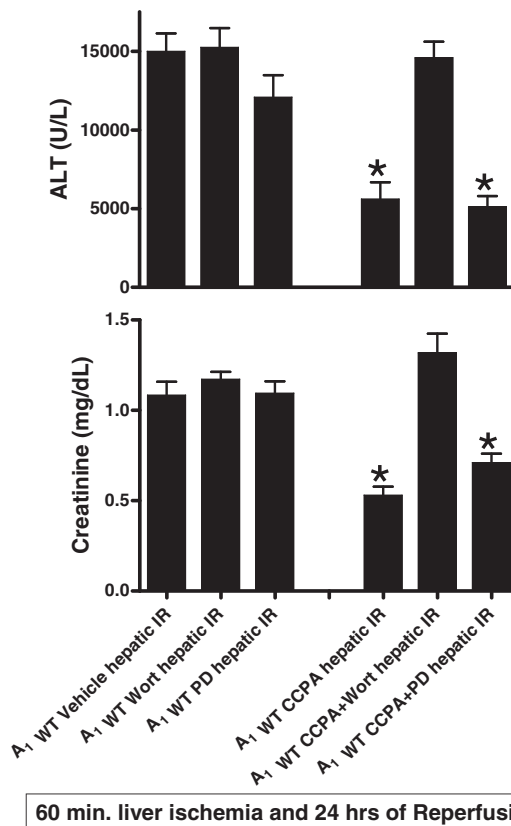 15000
10000
5000
0
ALT (U/L)
*
*
1.5
1.0
0.5
0.0
Creatinine (mg/dL)
*
*
A₁ WT Vehicle hepatic IR
A₁ WT Wort hepatic IR
A₁ WT PD hepatic IR
A₁ WT CCPA hepatic IR
A₁ WT CCPA+Wort hepatic IR
A₁ WT CCPA+PD hepatic IR
60 min. liver ischemia and 24 hrs of Reperfusi